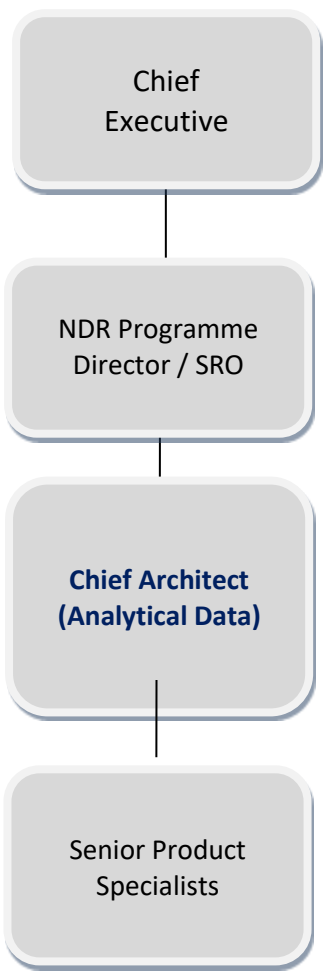 Chief
Executive
NDR Programme
Director / SRO
Chief Architect
(Analytical Data)
Senior Product
Specialists